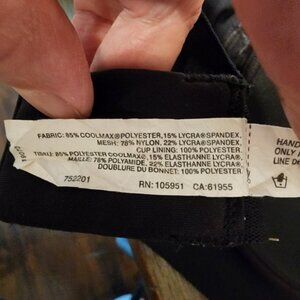 FABRIC: 85% COOLMAX®POLYESTER,15% LYCRA®SPANDEX,
MESH: 78% NYLON, 22% LYCRA®SPANDEX,
CUP LINING: 100% POLYESTER
TISSU: 85% POLYESTER COOLMAX®,15% ELASTHANNE LYCRA®,
MAILLE: 78% POLYAMIDE, 22% ELASTHANNE LYCRA®
DOUBLURE DU BONNET: 100% POLYESTER
752201 RN: 105951 CA:61955
HAND
ONLY
LINE